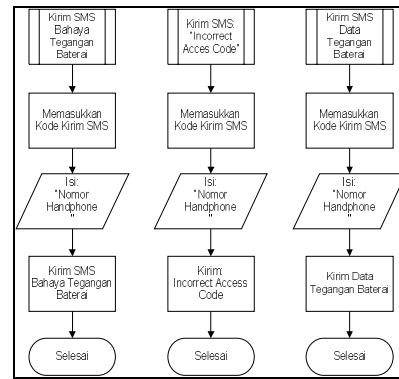 Kirim SMS
Bahaya
Tegangan
Baterai
Memasukkan
Kode Kirim SMS
Isi:
"Nomor
Handphone
"
Kirim SMS
Bahaya Tegangan
Baterai
Selesai
Kirim SMS:
"Incorrect
Acces Code"
Memasukkan
Kode Kirim SMS
Isi:
"Nomor
Handphone
"
Kirim:
Incorrect Access
Code
Selesai
Kirim SMS
Data
Tegangan
Baterai
Memasukkan
Kode Kirim SMS
Isi:
"Nomor
Handphone
"
Kirim Data
Tegangan Baterai
Selesai